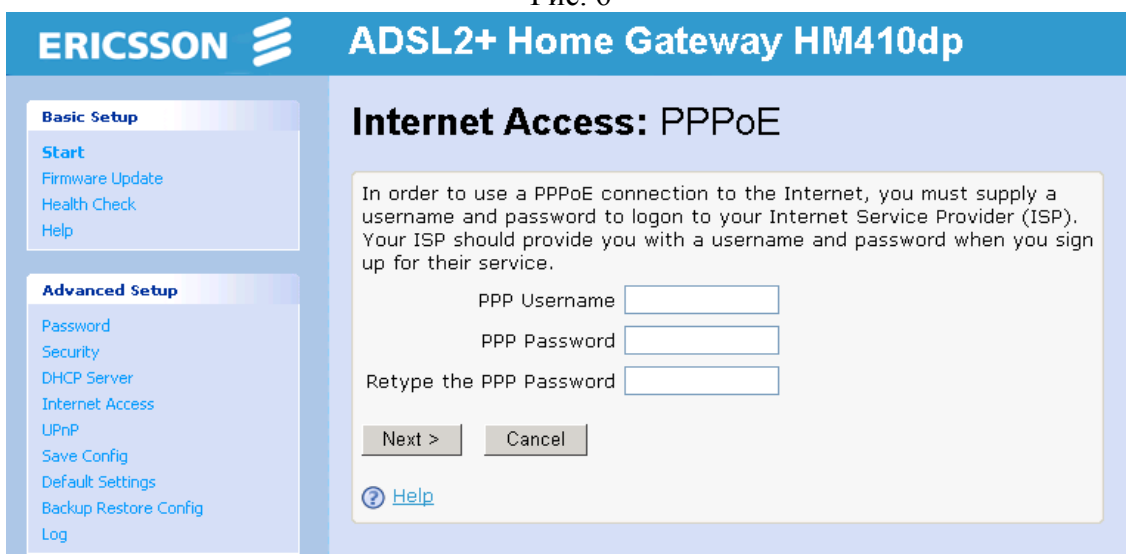 Рис. 6
ERICSSON
ADSL2+ Home Gateway HM410dp
Basic Setup
Start
Firmware Update
Health Check
Help
Advanced Setup
Password
Security
DHCP Server
Internet Access
UPnP
Save Config
Default Settings
Backup Restore Config
Log
Internet Access: PPPoE
In order to use a PPPoE connection to the Internet, you must supply a
username and password to logon to your Internet Service Provider (ISP).
Your ISP should provide you with a username and password when you sign
up for their service.
PPP Username
PPP Password
Retype the PPP Password
Next > Cancel
? Help